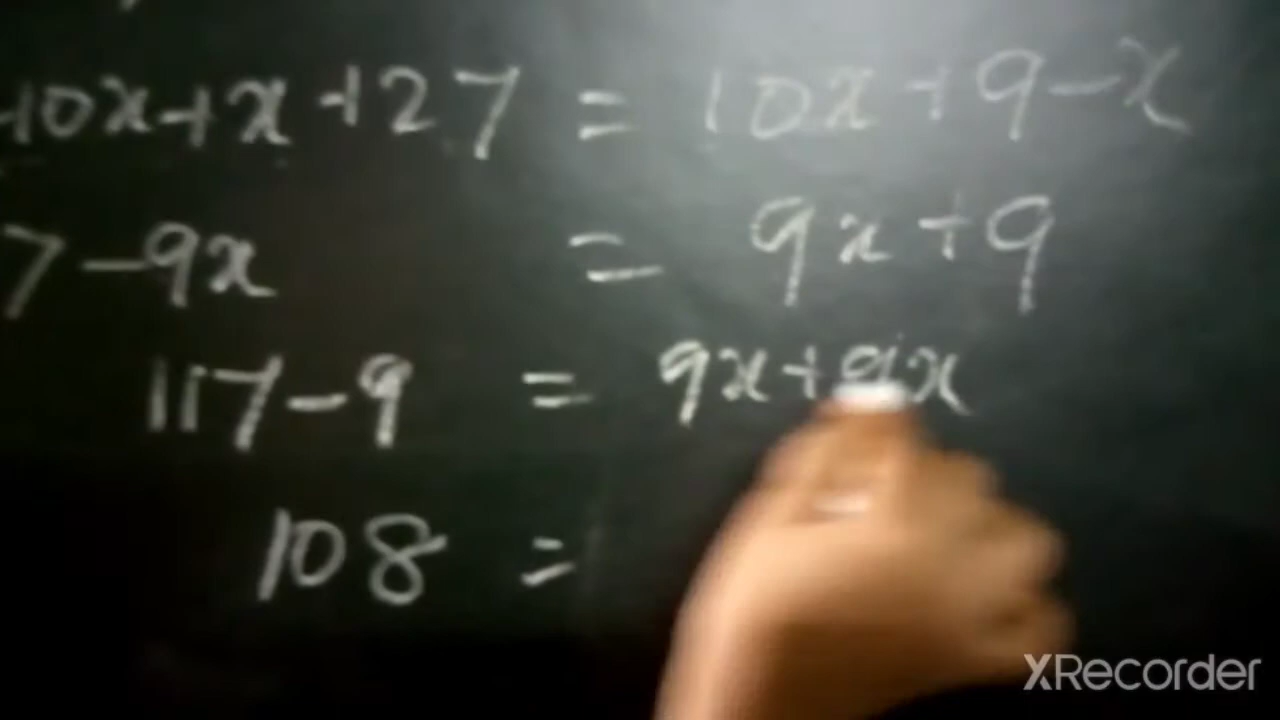 -10x+x+27 = 10x+9-x
7-9x = 9x+9
117-9 = 9x+9x
108 =
XRecorder